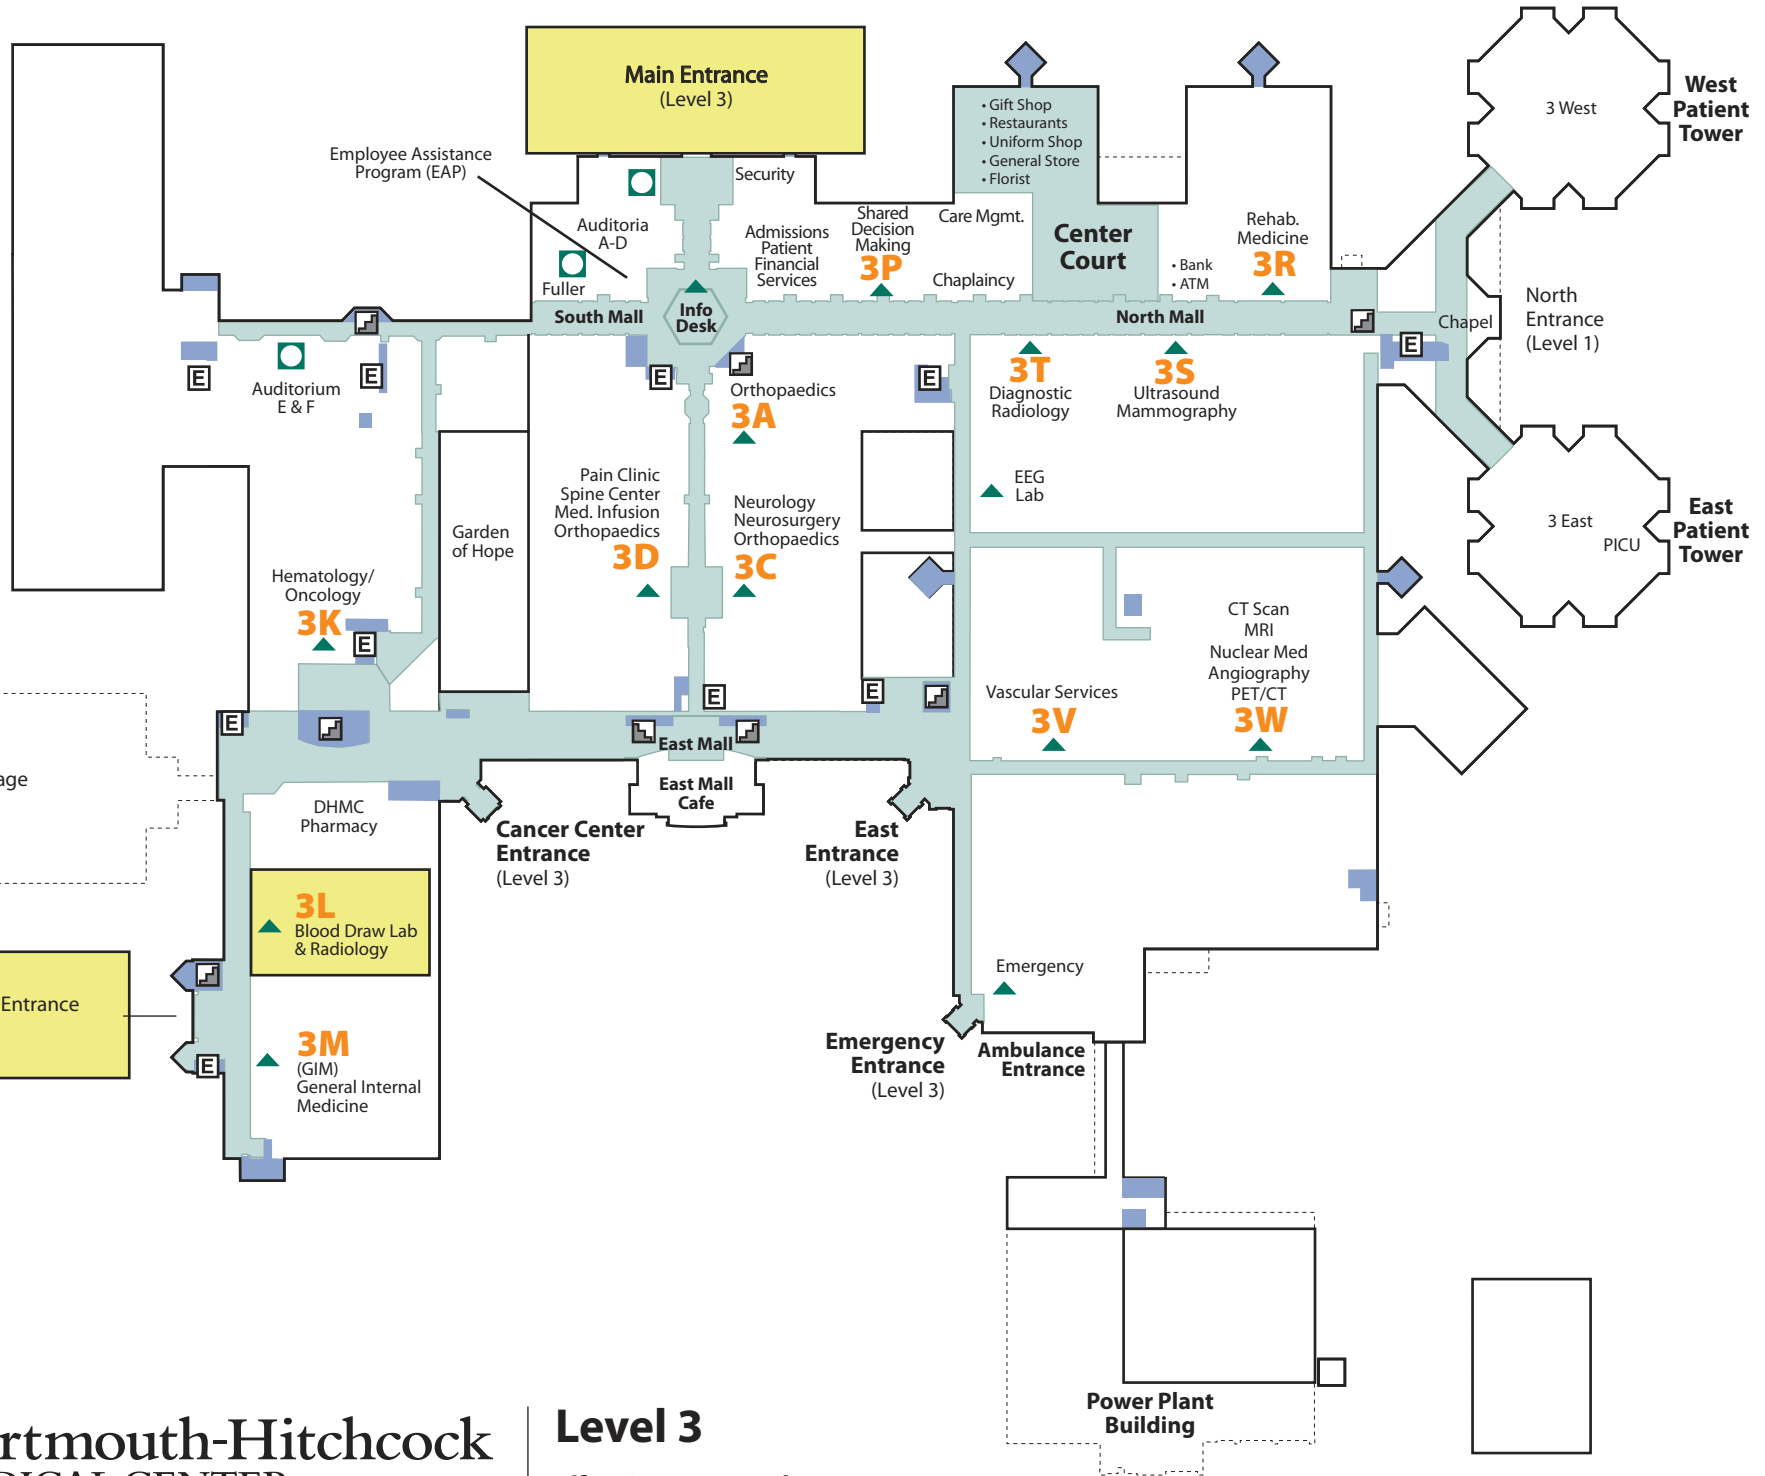 Main Entrance
(Level 3)
• Gift Shop
• Restaurants
• Uniform Shop
• General Store
• Florist
3 West
West
Patient
Tower
Employee Assistance
Program (EAP)
Security
Auditoria
A-D
Fuller
Admissions
Patient
Financial
Services
Shared
Decision
Making
3P
Care Mgmt.
Chaplaincy
Center
Court
• Bank
• ATM
Rehab.
Medicine
3R
South Mall
Info
Desk
North Mall
Chapel
North
Entrance
(Level 1)
E
E
E
E
E
Auditorium
E & F
Orthopaedics
3A
3T
Diagnostic
Radiology
3S
Ultrasound
Mammography
EEG
Lab
Garden
of Hope
Pain Clinic
Spine Center
Med. Infusion
Orthopaedics
3D
Neurology
Neurosurgery
Orthopaedics
3C
3 East
PICU
East
Patient
Tower
Hematology/
Oncology
3K
E
E
E
E
CT Scan
MRI
Nuclear Med
Angiography
PET/CT
3W
Vascular Services
3V
East Mall
East Mall
Cafe
age
DHMC
Pharmacy
Cancer Center
Entrance
(Level 3)
East
Entrance
(Level 3)
3L
Blood Draw Lab
& Radiology
Entrance
3M
(GIM)
General Internal
Medicine
E
Emergency
Emergency
Entrance
(Level 3)
Ambulance
Entrance
Power Plant
Building
rtmouth-Hitchcock
DICAL CENTER
Level 3